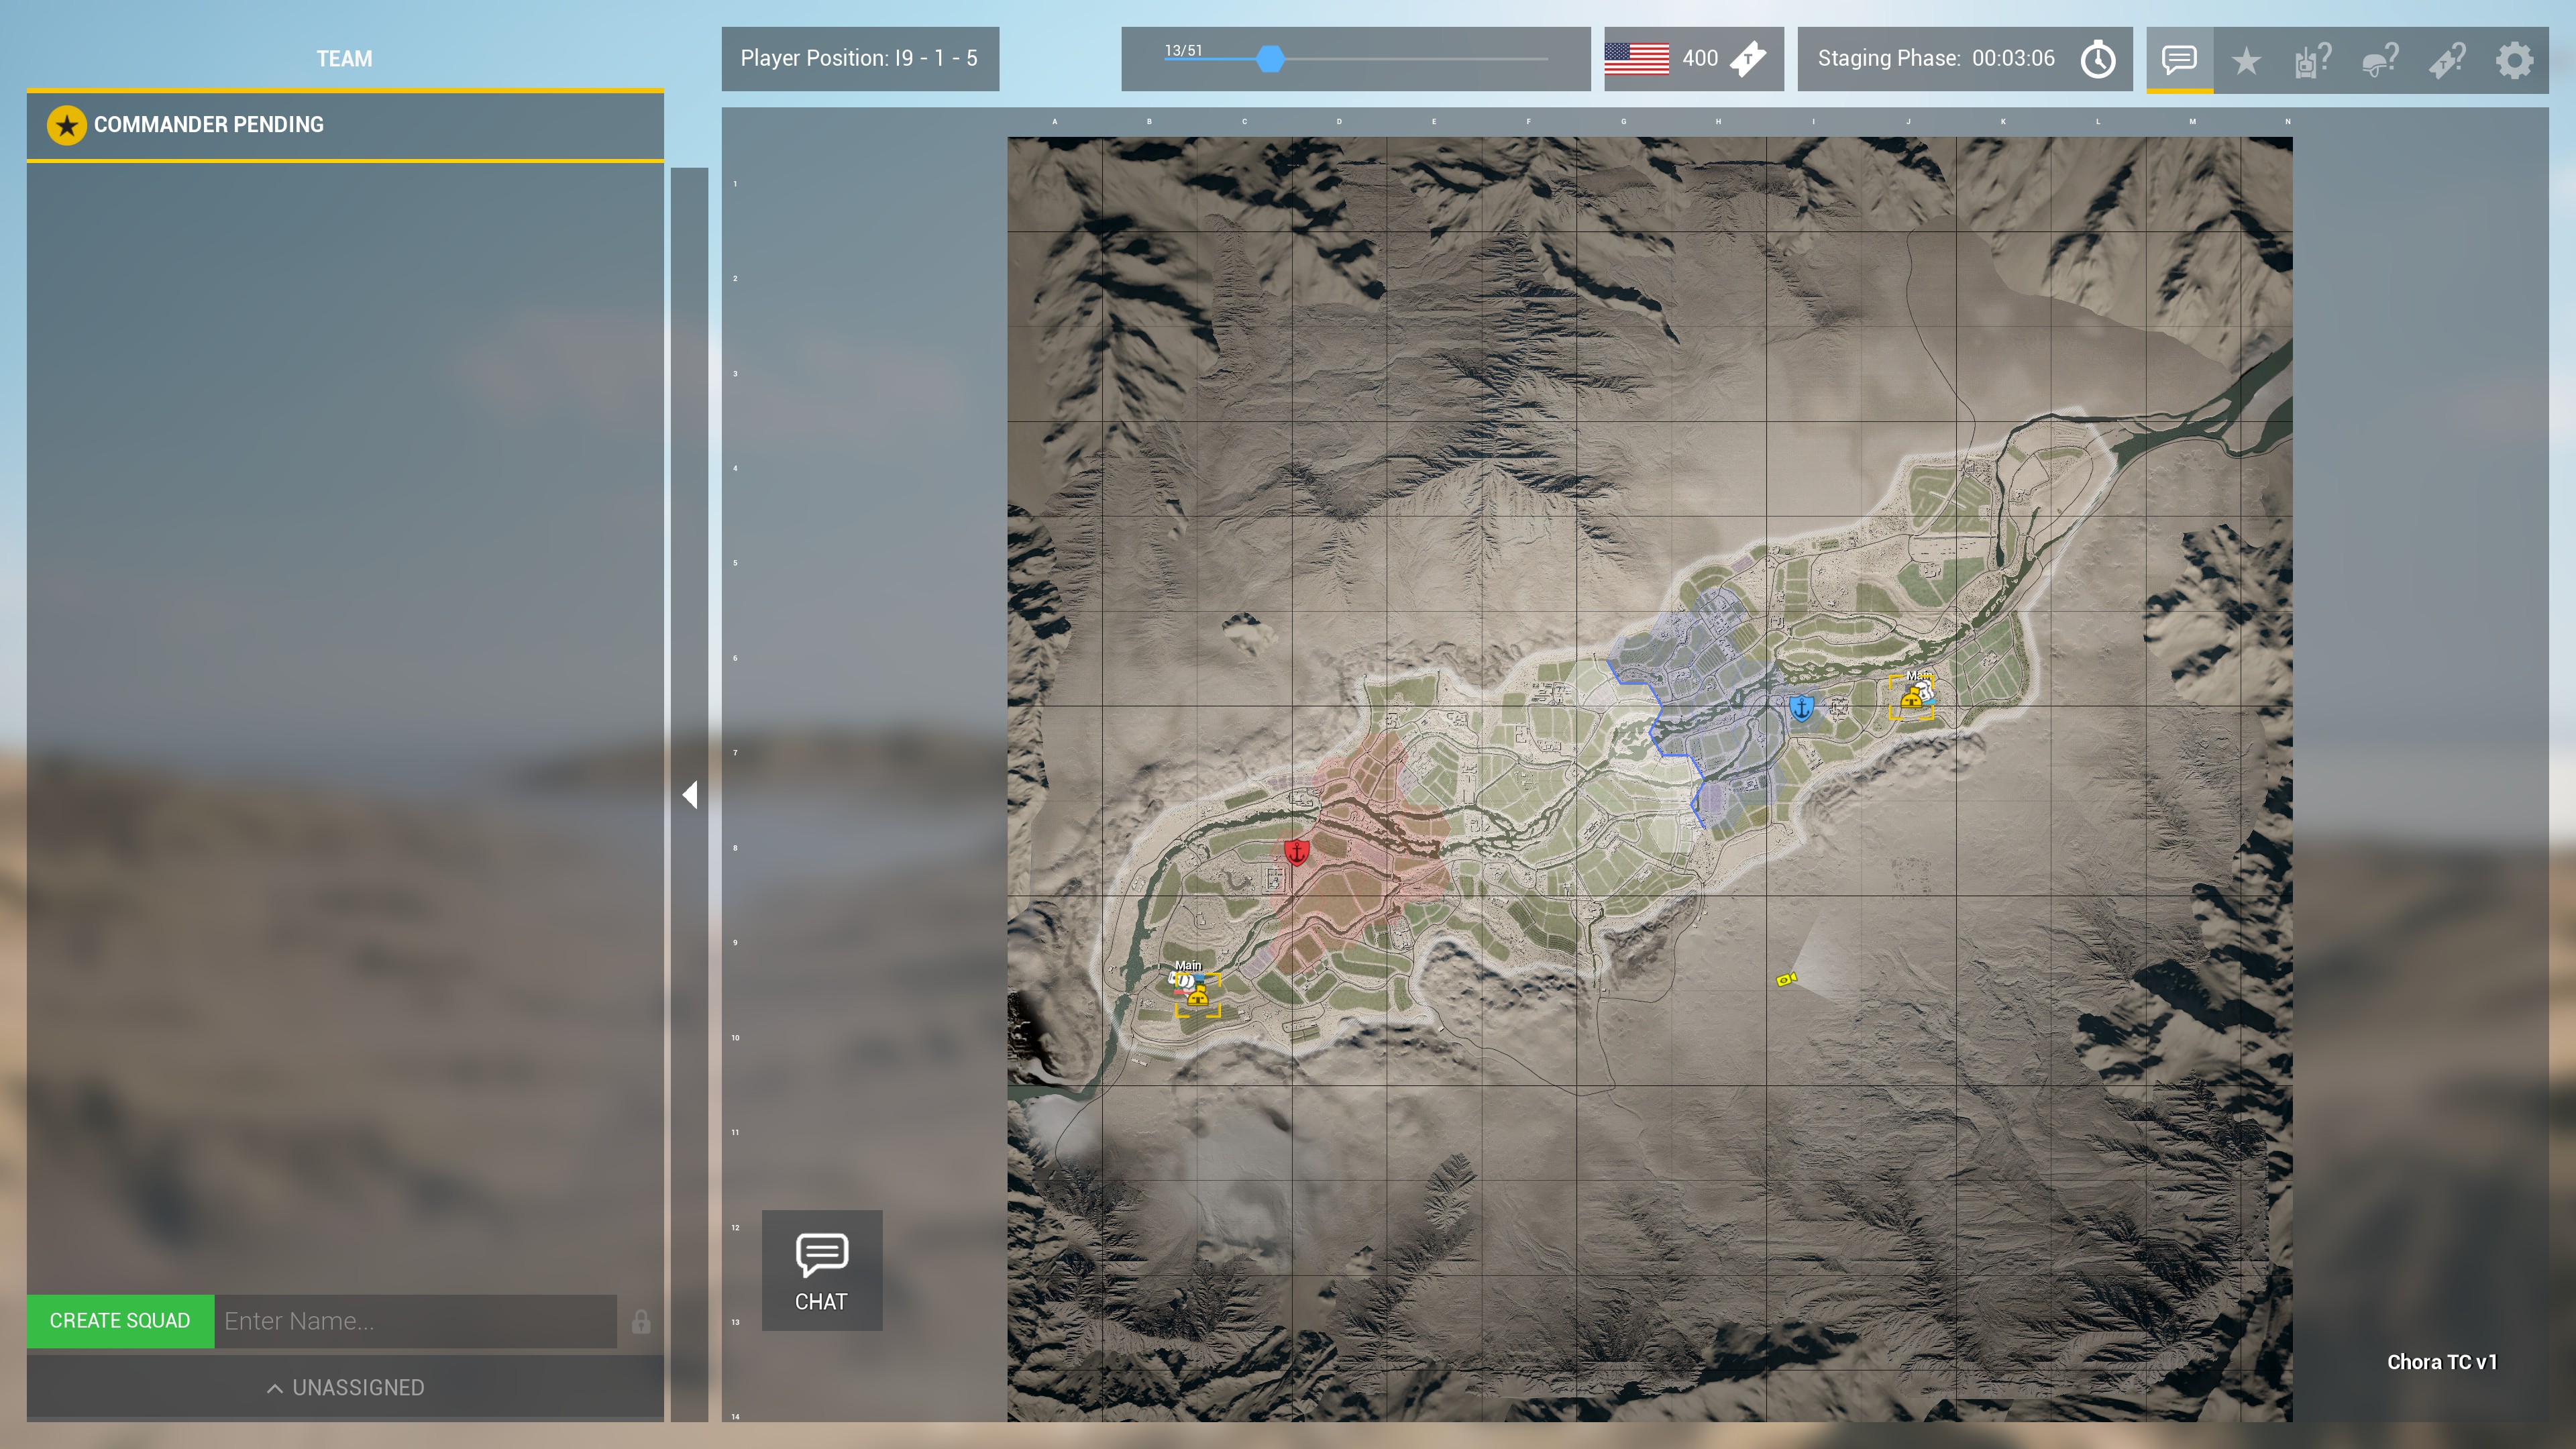 TEAM
Player Position: I9 - 1 - 5
13/51
400
T
Staging Phase: 00:03:06
COMMANDER PENDING
A B C D E F G H I J K L M N
1
2
3
4
5
6
Main
7
8
9
Main
10
11
12
13
14
CHAT
CREATE SQUAD
Enter Name...
UNASSIGNED
Chora TC v1